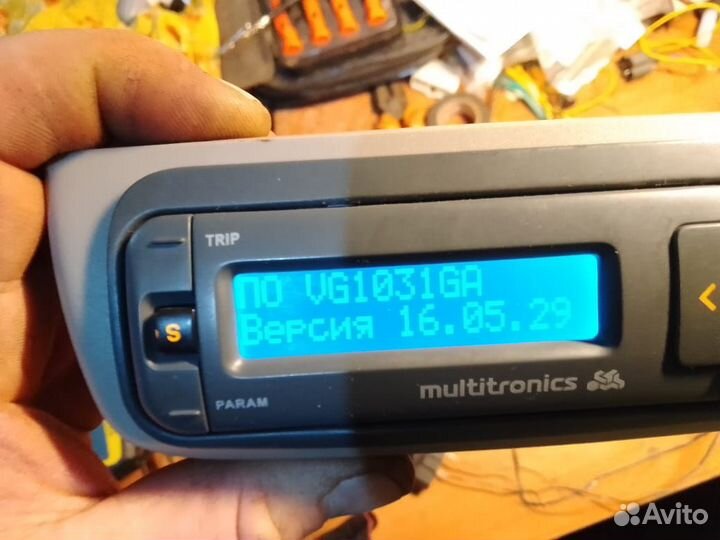 TRIP
ПО VG1031GA
Версия 16.05.29
S
<
PARAM
multitronics
Avito